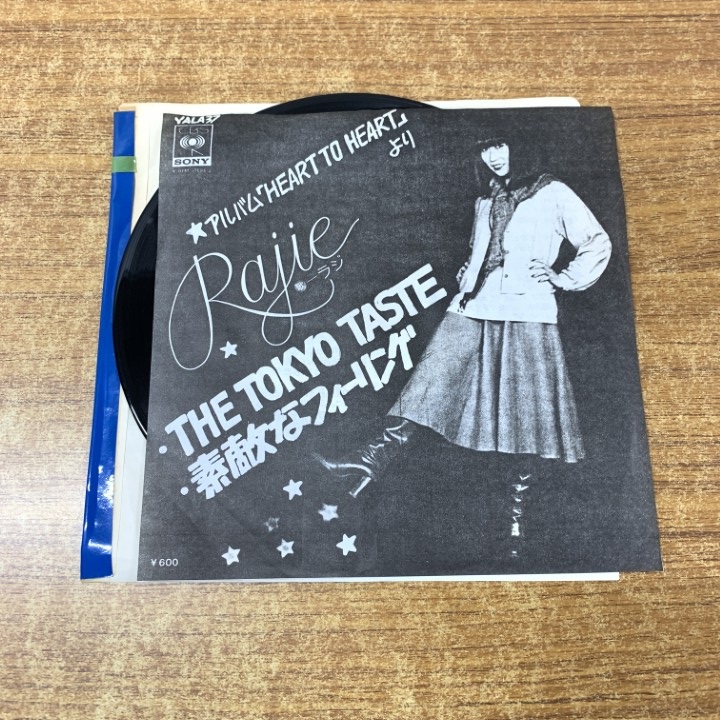 CBS
SONY
★アルバム「HEART TO HEART」
より
Rajie
ラジ
・THE TOKYO TASTE
・素敵なフィーリング
￥600